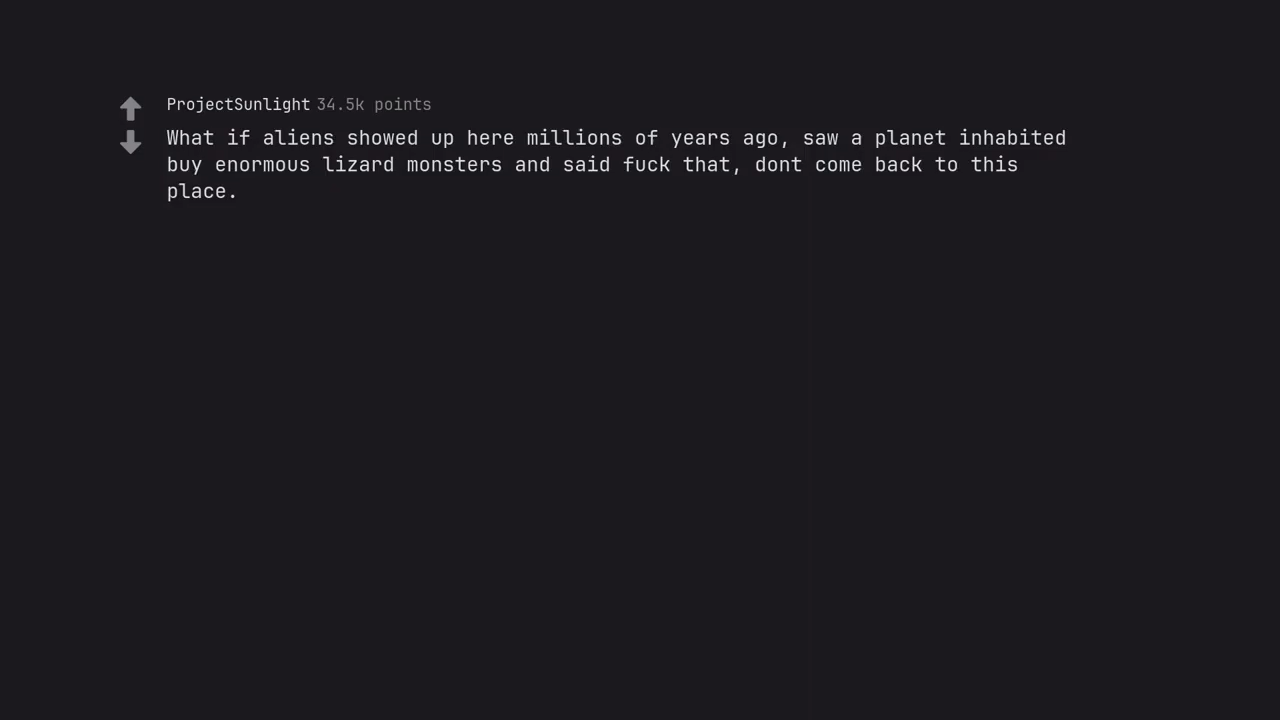 ProjectSunlight 34.5k points
What if aliens showed up here millions of years ago, saw a planet inhabited
buy enormous lizard monsters and said fuck that, dont come back to this
place.